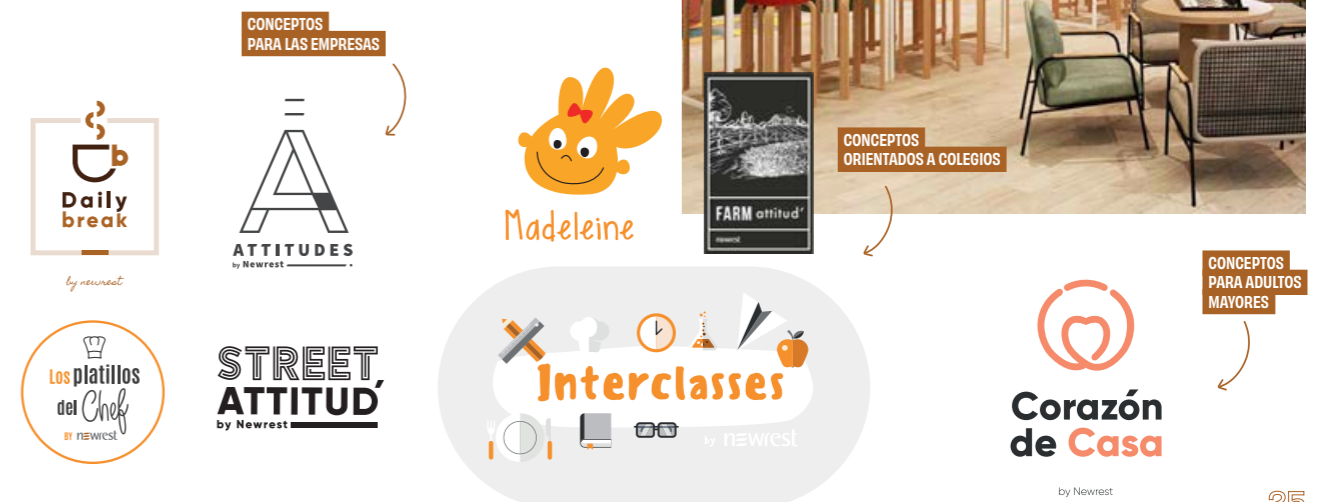 CONCEPTOS
PARA LAS EMPRESAS
Daily
break
by newrest
ATTITUDES
by Newrest
Los platillos
del Chef
BY newrest
STREET
ATTITUD'
by Newrest
Madeleine
FARM attitud'
newrest
CONCEPTOS
ORIENTADOS A COLEGIOS
Interclasses
by newrest
CONCEPTOS
PARA ADULTOS
MAYORES
Corazón
de Casa
by Newrest
25